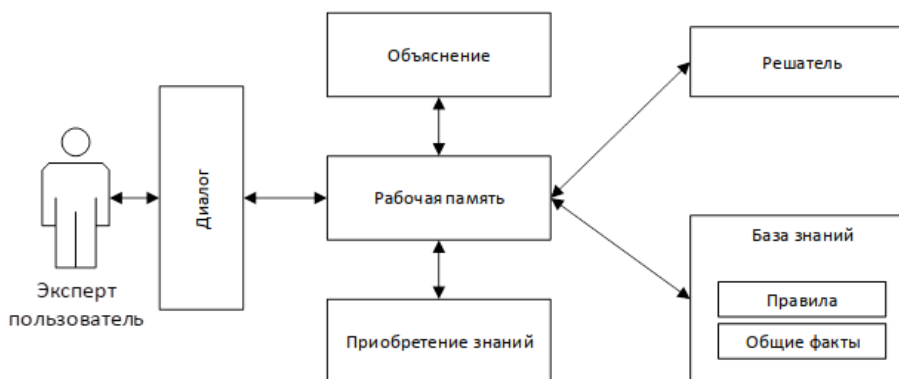 Объяснение
Решатель
Диалог
Рабочая память
База знаний
Правила
Общие факты
Эксперт
пользователь
Приобретение знаний